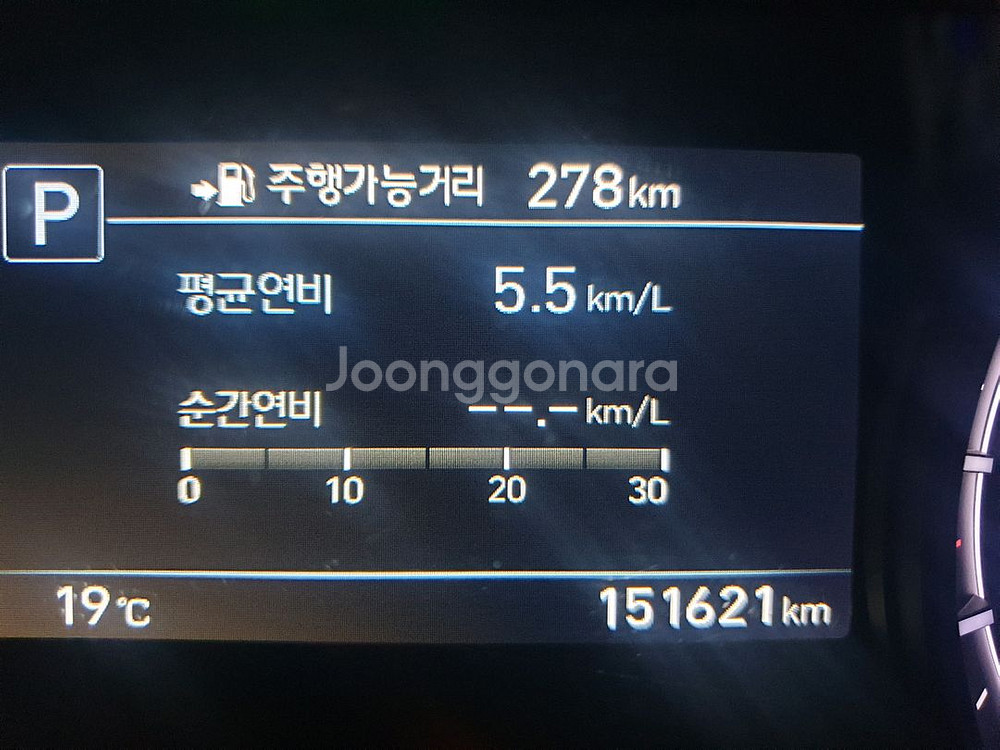 P 주행가능거리 278km
평균연비 5.5 km/L
Joonggonara
순간연비 --.- km/L
0 10 20 30
19℃ 151621km